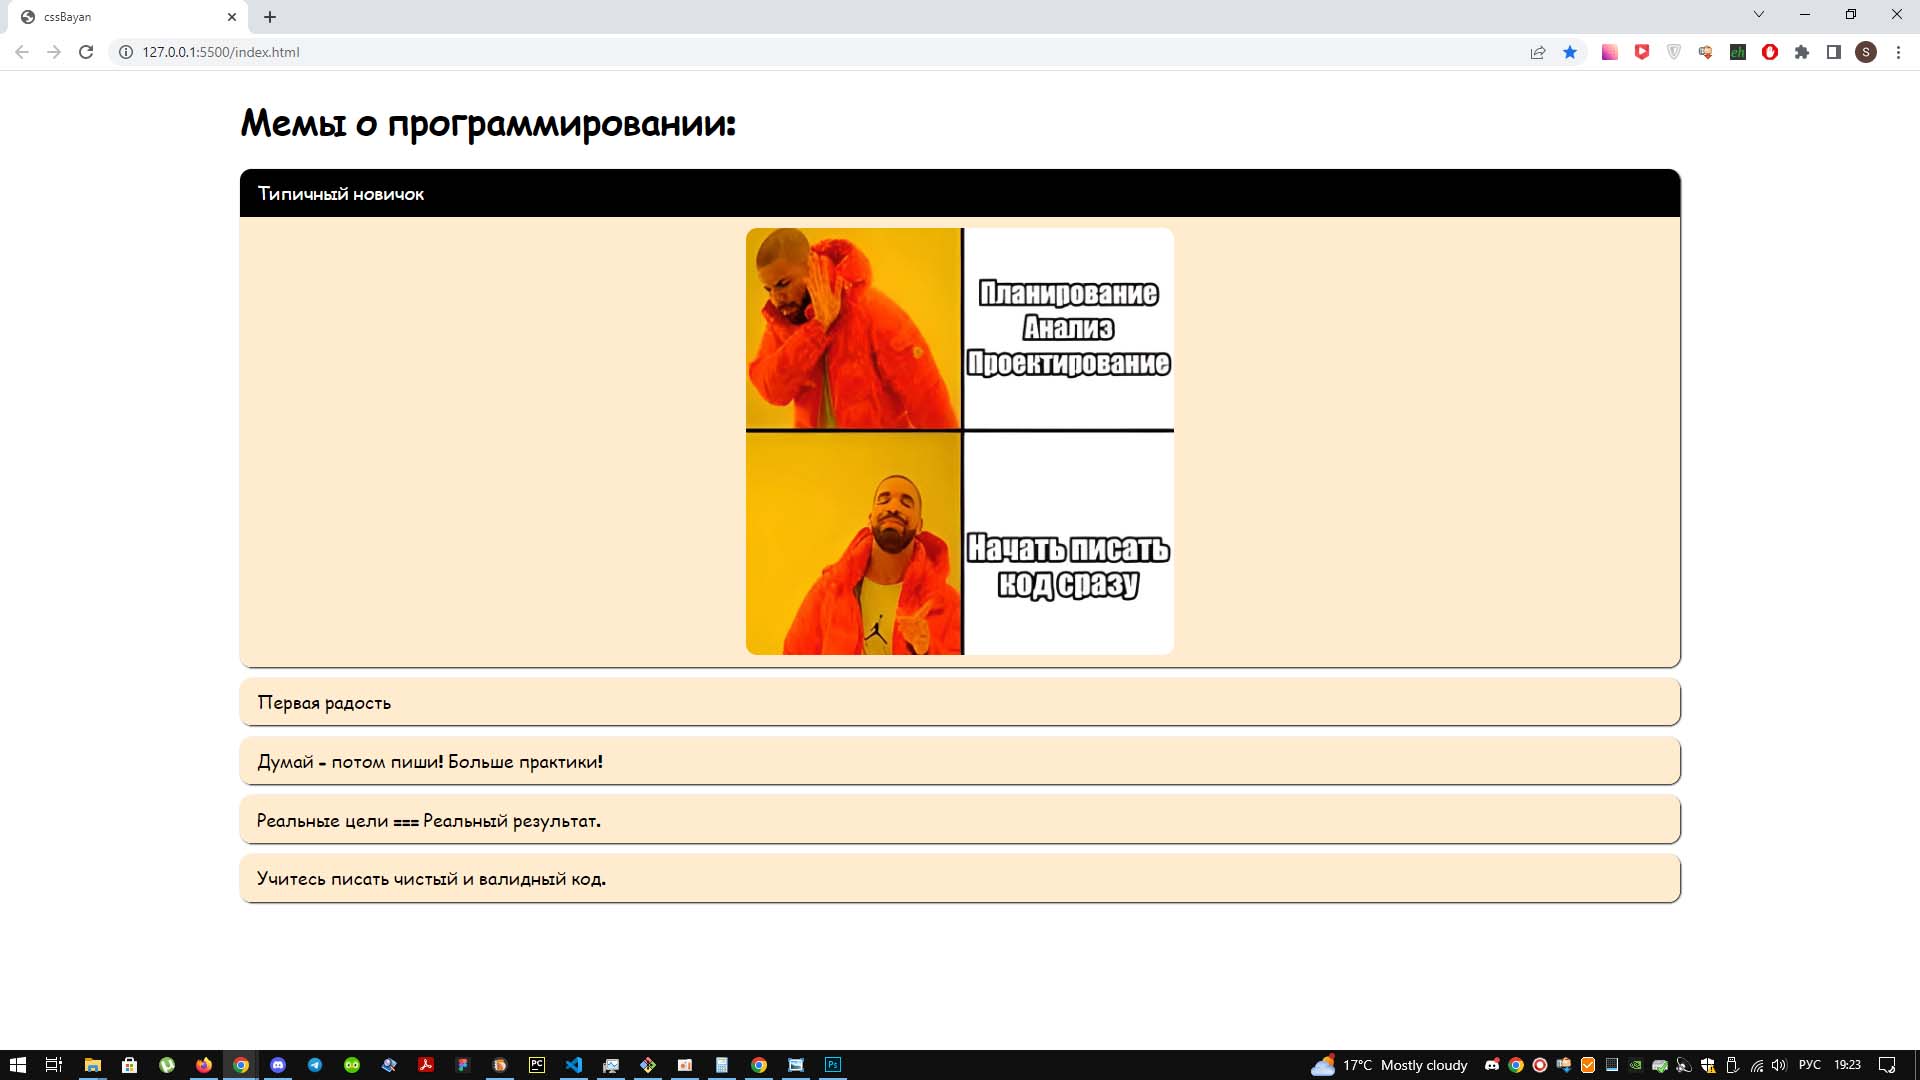 cssBayan
127.0.0.1:5500/index.html
S
Мемы о программировании:
Типичный новичок
Планирование
Анализ
Проектирование
Начать писать
код сразу
Первая радость
Думай - потом пиши! Больше практики!
Реальные цели === Реальный результат.
Учитесь писать чистый и валидный код.
17°C Mostly cloudy
РУС
19:23